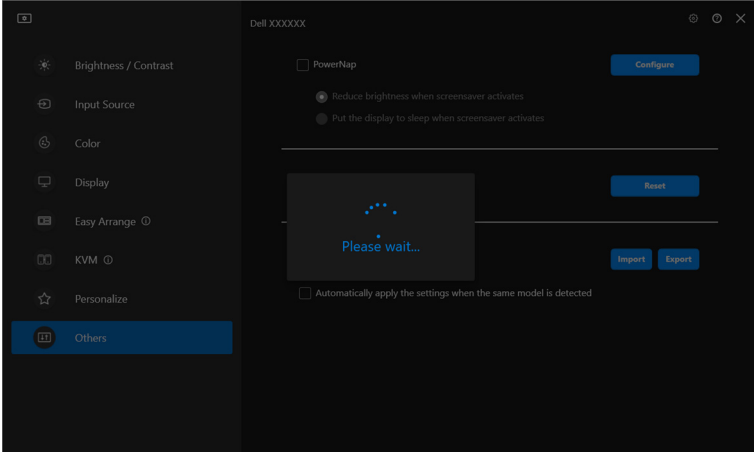 Dell XXXXXX
Brightness / Contrast
Input Source
Color
Display
Easy Arrange
KVM
Personalize
Others
PowerNap
Configure
Reduce brightness when screensaver activates
Put the display to sleep when screensaver activates
Reset
Please wait...
Import Export
Automatically apply the settings when the same model is detected